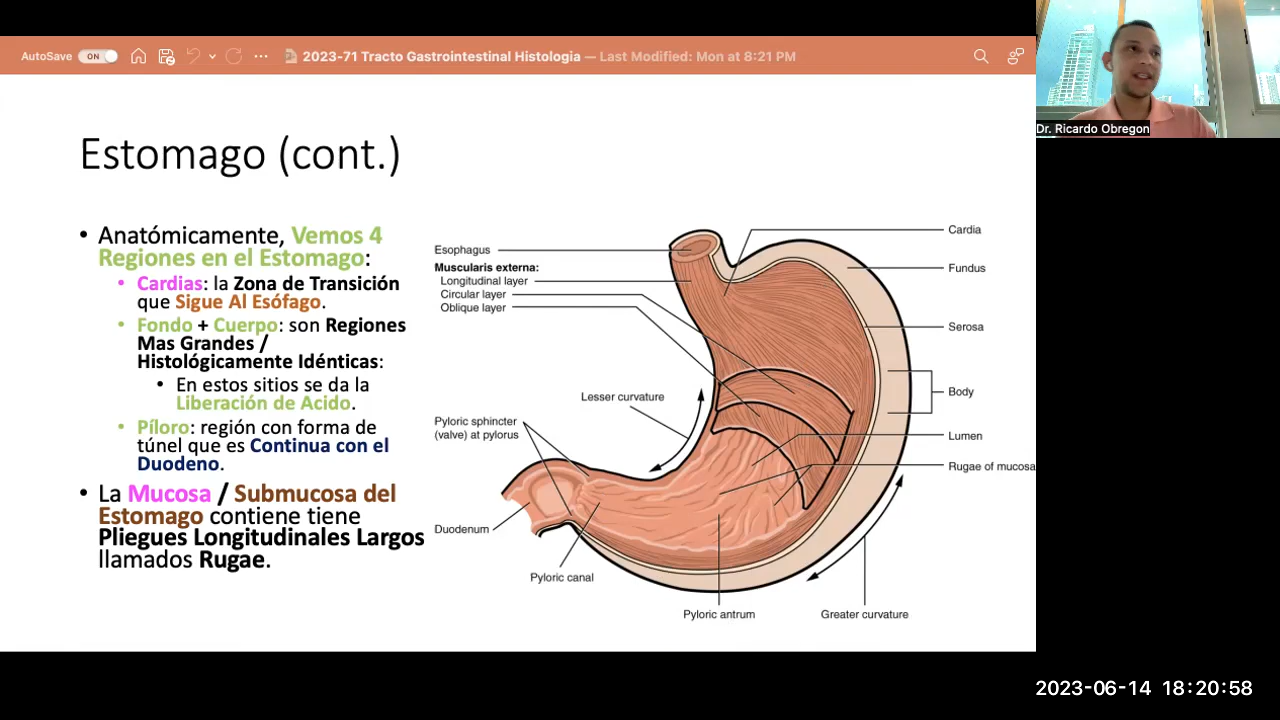 AutoSave ON 2023-71 Tracto Gastrointestinal Histologia — Last Modified: Mon at 8:21 PM
Dr. Ricardo Obregon
Estomago (cont.)
• Anatómicamente, Vemos 4
Regiones en el Estomago:
• Cardias: la Zona de Transición
que Sigue Al Esófago.
• Fondo + Cuerpo: son Regiones
Mas Grandes /
Histológicamente Idénticas:
• En estos sitios se da la
Liberación de Acido.
• Píloro: región con forma de
túnel que es Continua con el
Duodeno.
• La Mucosa / Submucosa del
Estomago contiene tiene
Pliegues Longitudinales Largos
llamados Rugae.
Esophagus
Muscularis externa:
Longitudinal layer
Circular layer
Oblique layer
Lesser curvature
Pyloric sphincter
(valve) at pylorus
Duodenum
Pyloric canal
Pyloric antrum
Greater curvature
Cardia
Fundus
Serosa
Body
Lumen
Rugae of mucosa
2023-06-14 18:20:58